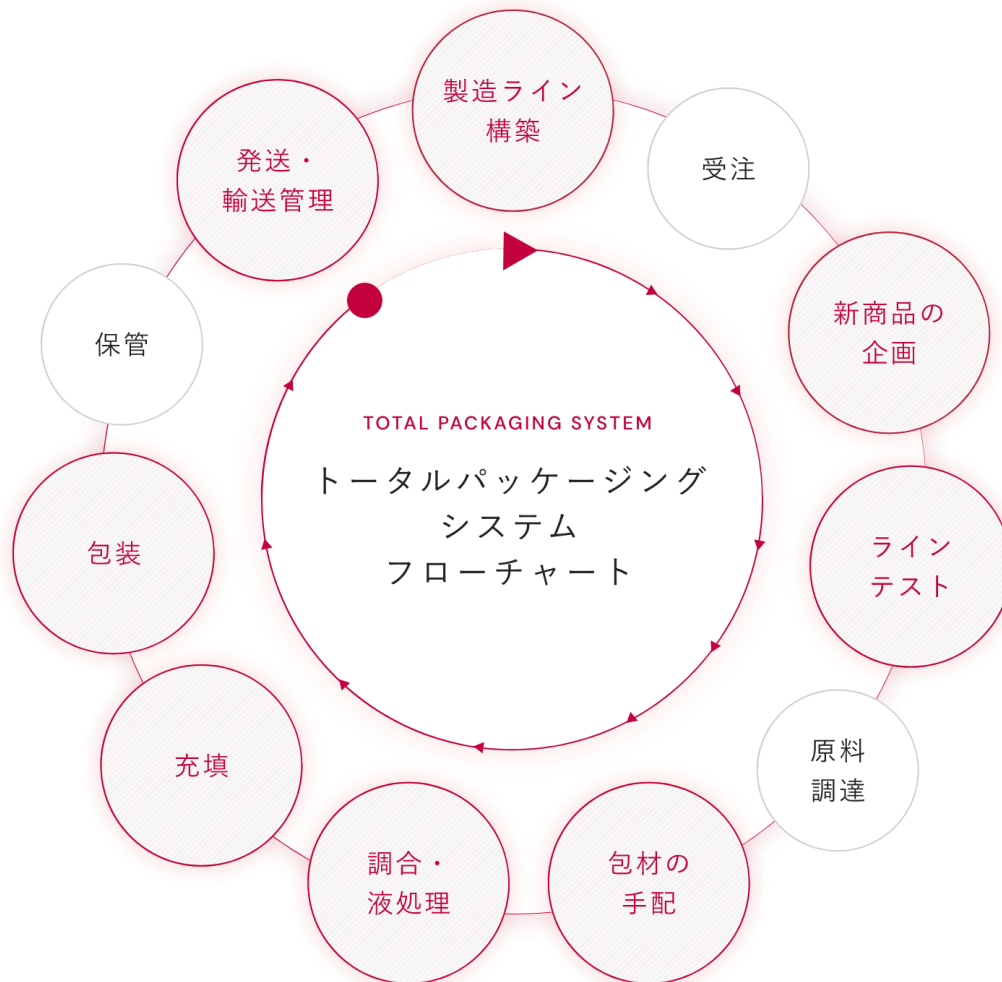 製造ライン
構築
受注
新商品の
企画
ライン
テスト
原料
調達
包材の
手配
調合・
液処理
充填
包装
保管
発送・
輸送管理
TOTAL PACKAGING SYSTEM
トータルパッケージング
システム
フローチャート